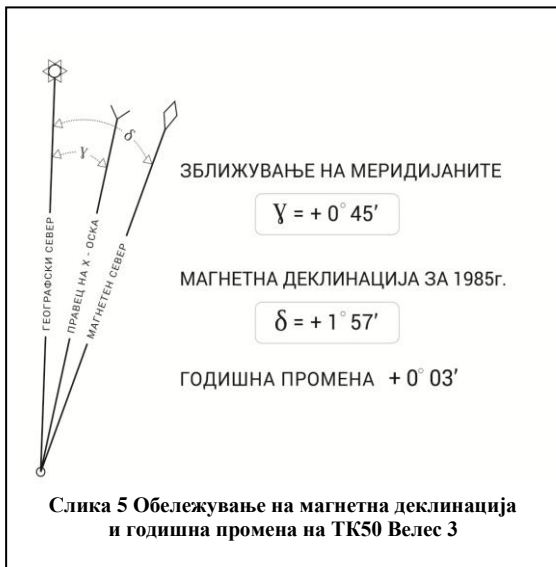 δ
γ
ГЕОГРАФСКИ СЕВЕР
ПРАВЕЦ НА Х - ОСКА
МАГНЕТЕН СЕВЕР
ЗБЛИЖУВАЊЕ НА МЕРИДИЈАНИТЕ
γ = + 0° 45′
МАГНЕТНА ДЕКЛИНАЦИЈА ЗА 1985г.
δ = + 1° 57′
ГОДИШНА ПРОМЕНА + 0° 03′
Слика 5 Обележување на магнетна деклинација
и годишна промена на ТК50 Велес 3